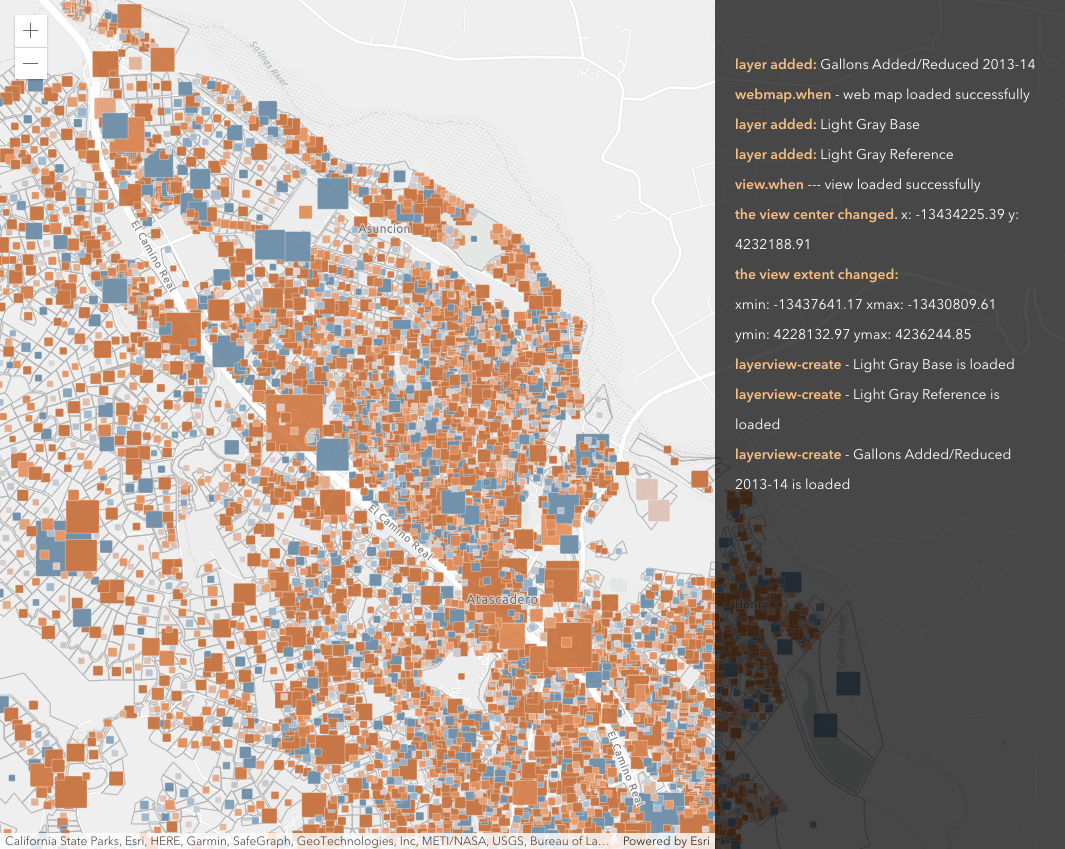 +
Salinas River
Asuncion
El Camino Real
El Camino Real
Atascadero
El Camino Real
California State Parks, Esri, HERE, Garmin, SafeGraph, GeoTechnologies, Inc, METI/NASA, USGS, Bureau of La... Powered by Esri
layer added: Gallons Added/Reduced 2013-14
webmap.when - web map loaded successfully
layer added: Light Gray Base
layer added: Light Gray Reference
view.when --- view loaded successfully
the view center changed. x: -13434225.39 y:
4232188.91
the view extent changed:
xmin: -13437641.17 xmax: -13430809.61
ymin: 4228132.97 ymax: 4236244.85
layerview-create - Light Gray Base is loaded
layerview-create - Light Gray Reference is
loaded
layerview-create - Gallons Added/Reduced
2013-14 is loaded
Henry
Salinas River